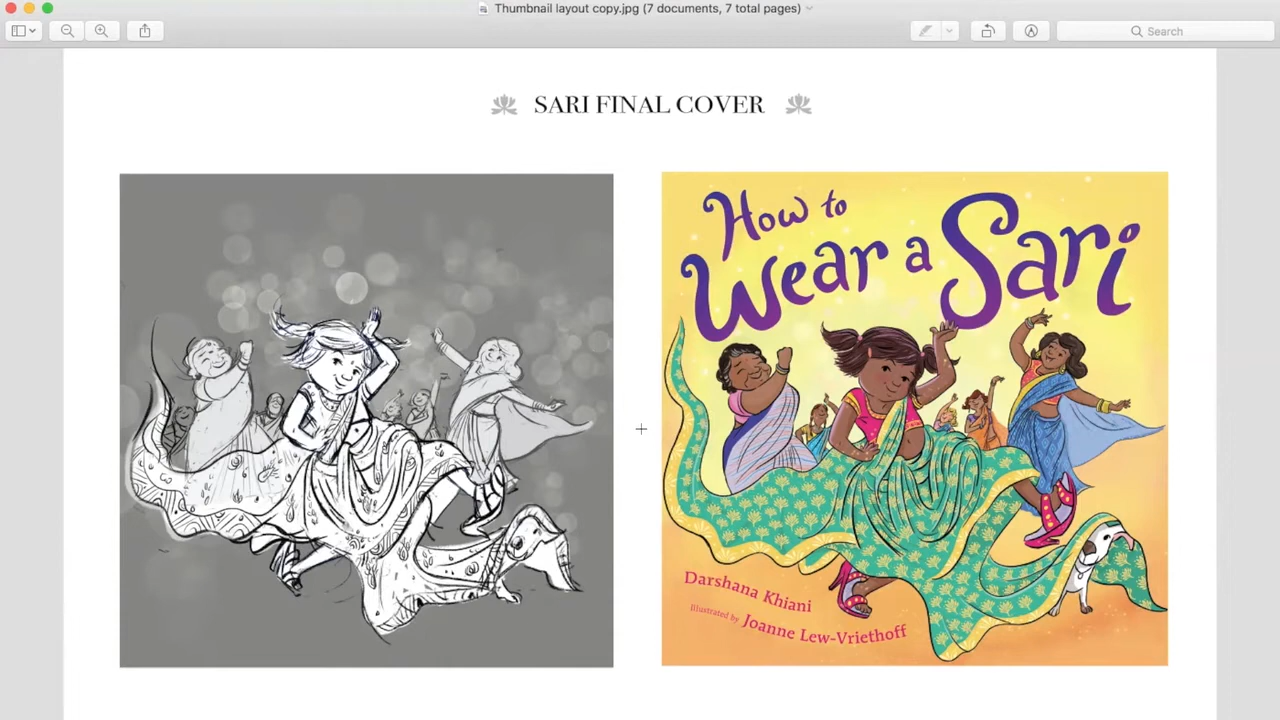 Thumbnail layout copy.jpg (7 documents, 7 total pages)
Search
SARI FINAL COVER
How to
Wear a Sari
Darshana Khiani
Illustrated by Joanne Lew-Vriethoff